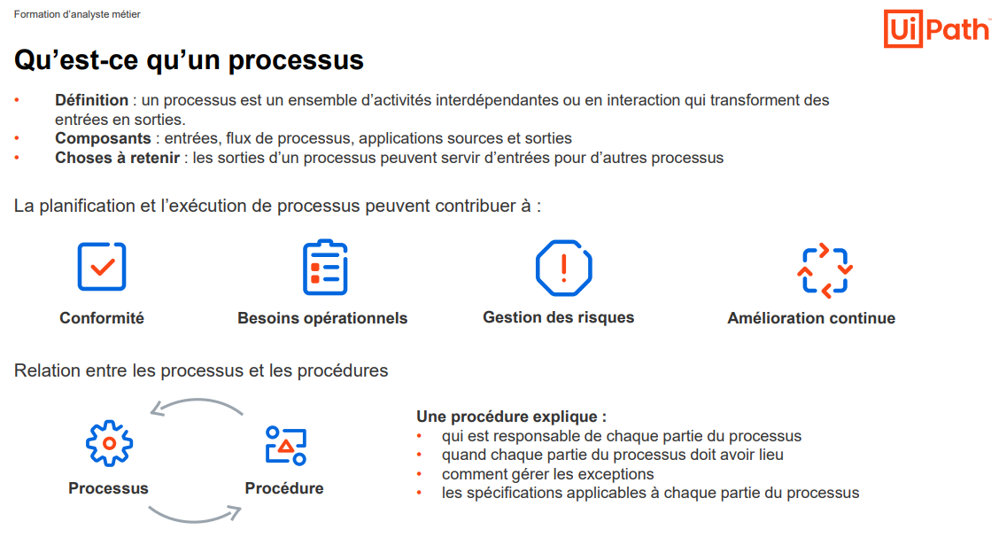 Formation d’analyste métier
UiPath™
Qu’est-ce qu’un processus
• Définition : un processus est un ensemble d’activités interdépendantes ou en interaction qui transforment des
entrées en sorties.
• Composants : entrées, flux de processus, applications sources et sorties
• Choses à retenir : les sorties d’un processus peuvent servir d’entrées pour d’autres processus
La planification et l’exécution de processus peuvent contribuer à :
Conformité
Besoins opérationnels
Gestion des risques
Amélioration continue
Relation entre les processus et les procédures
Processus
Procédure
Une procédure explique :
• qui est responsable de chaque partie du processus
• quand chaque partie du processus doit avoir lieu
• comment gérer les exceptions
• les spécifications applicables à chaque partie du processus